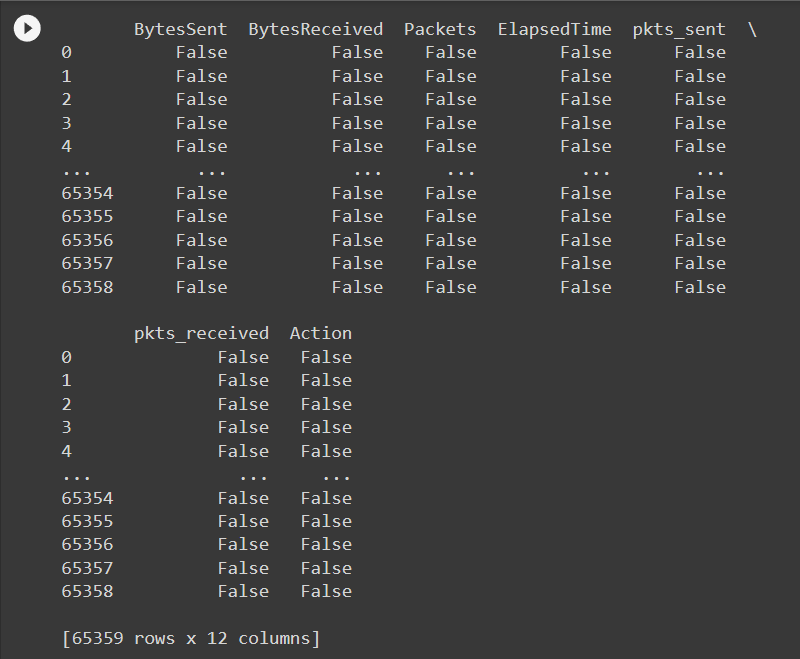 BytesSent BytesReceived Packets ElapsedTime pkts_sent \
0 False False False False False
1 False False False False False
2 False False False False False
3 False False False False False
4 False False False False False
... ... ... ... ... ...
65354 False False False False False
65355 False False False False False
65356 False False False False False
65357 False False False False False
65358 False False False False False
pkts_received Action
0 False False
1 False False
2 False False
3 False False
4 False False
... ... ...
65354 False False
65355 False False
65356 False False
65357 False False
65358 False False
[65359 rows x 12 columns]